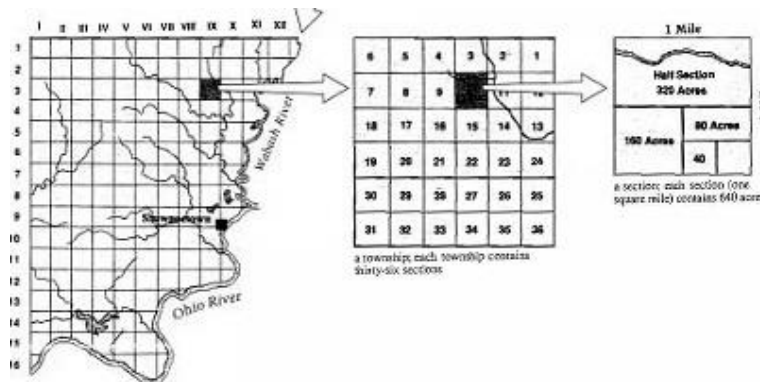 I II III IV V VI VII VIII IX X XI XII
1
2
3
4
5
6
7
8
9
10
11
12
13
14
15
16
Wabash River
Shawneetown
Ohio River
6 5 4 3 2 1
7 8 9 11 12
18 17 16 15 14 13
19 20 21 22 23 24
30 29 28 27 26 25
31 32 33 34 35 36
a township; each township contains
thirty-six sections
1 Mile
Half Section
320 Acres
160 Acres
80 Acres
40
a section; each section (one
square mile) contains 640 acre